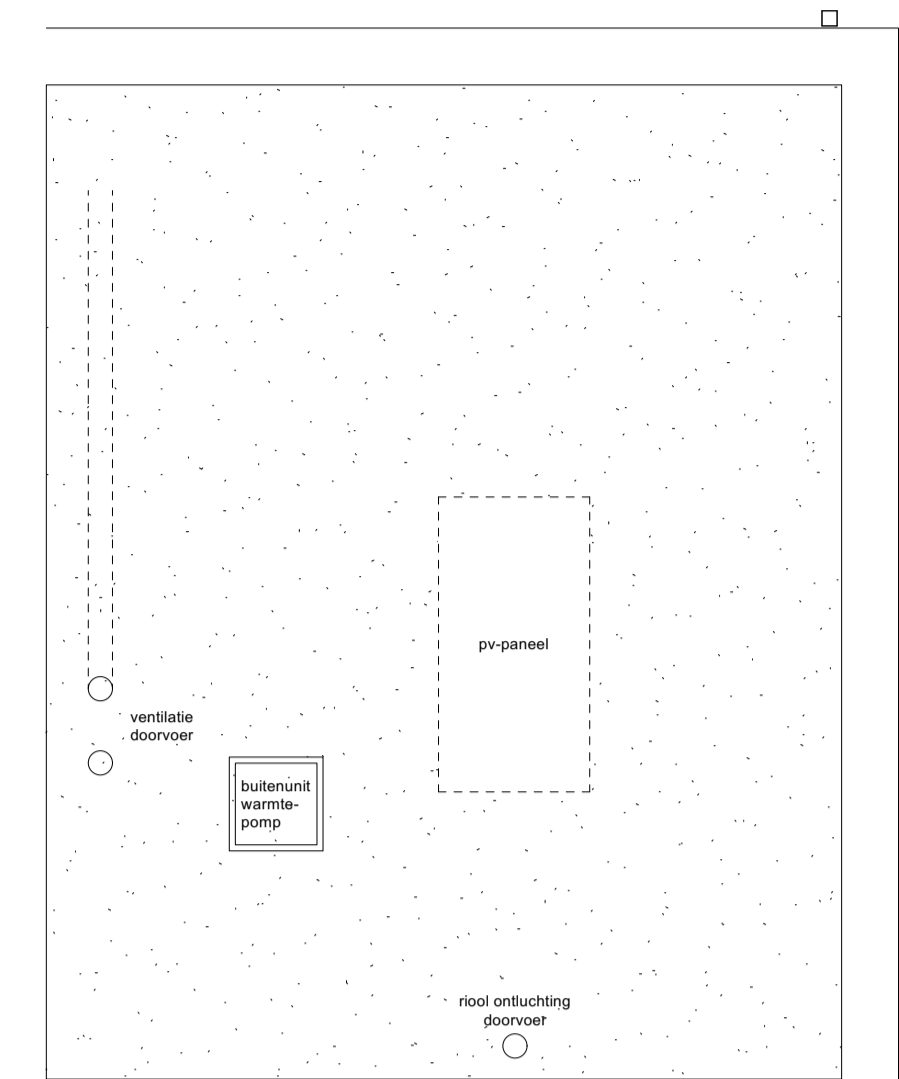 pv-paneel
ventilatie
doorvoer
buitenunit
warmte-
pomp
riool ontluchting
doorvoer